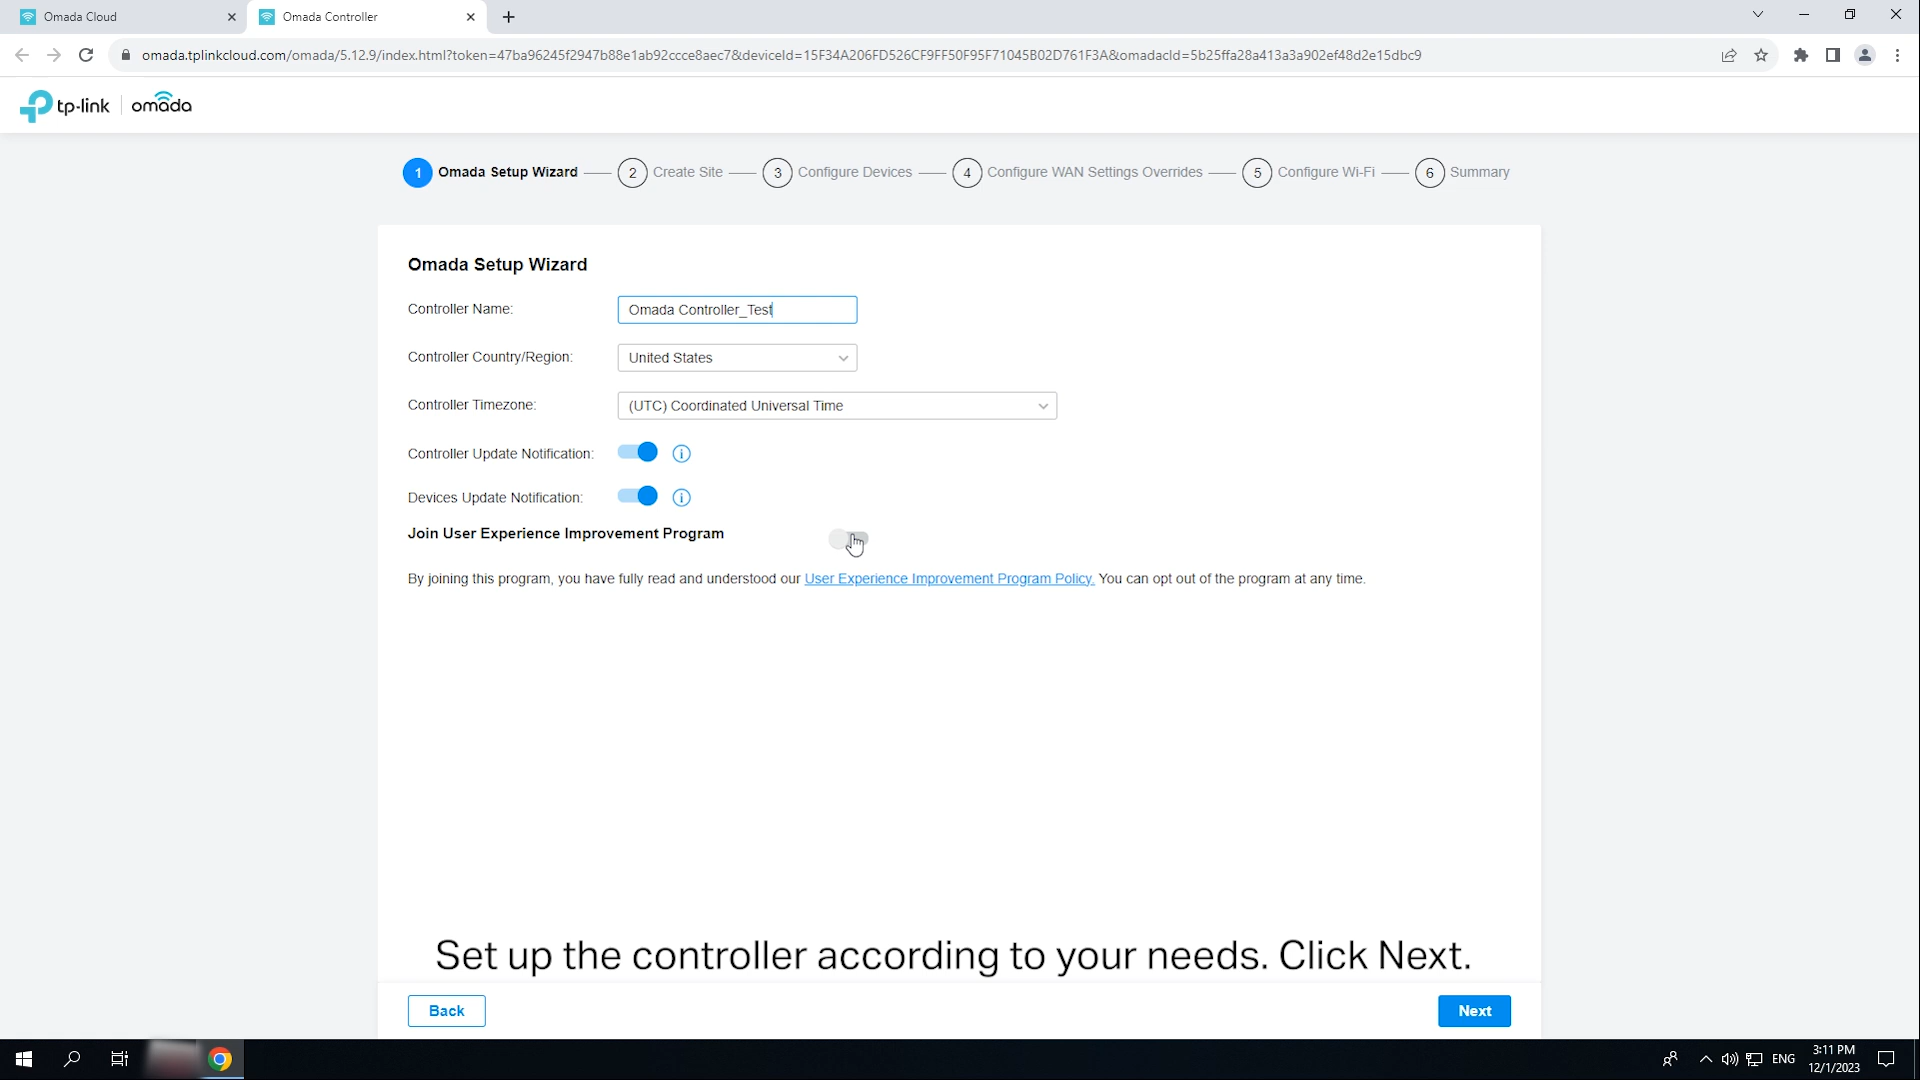 Omada Cloud
Omada Controller
omada.tplinkcloud.com/omada/5.12.9/index.html?token=47ba96245f2947b88e1ab92ccce8aec7&deviceId=15F34A206FD526CF9FF50F95F71045B02D761F3A&omadacId=5b25ffa28a413a3a902ef48d2e15dbc9
tp-link omada
1 Omada Setup Wizard 2 Create Site 3 Configure Devices 4 Configure WAN Settings Overrides 5 Configure Wi-Fi 6 Summary
Omada Setup Wizard
Controller Name: Omada Controller_Test
Controller Country/Region: United States
Controller Timezone: (UTC) Coordinated Universal Time
Controller Update Notification:
Devices Update Notification:
Join User Experience Improvement Program
By joining this program, you have fully read and understood our User Experience Improvement Program Policy. You can opt out of the program at any time.
Set up the controller according to your needs. Click Next.
Back Next
ENG
3:11 PM
12/1/2023